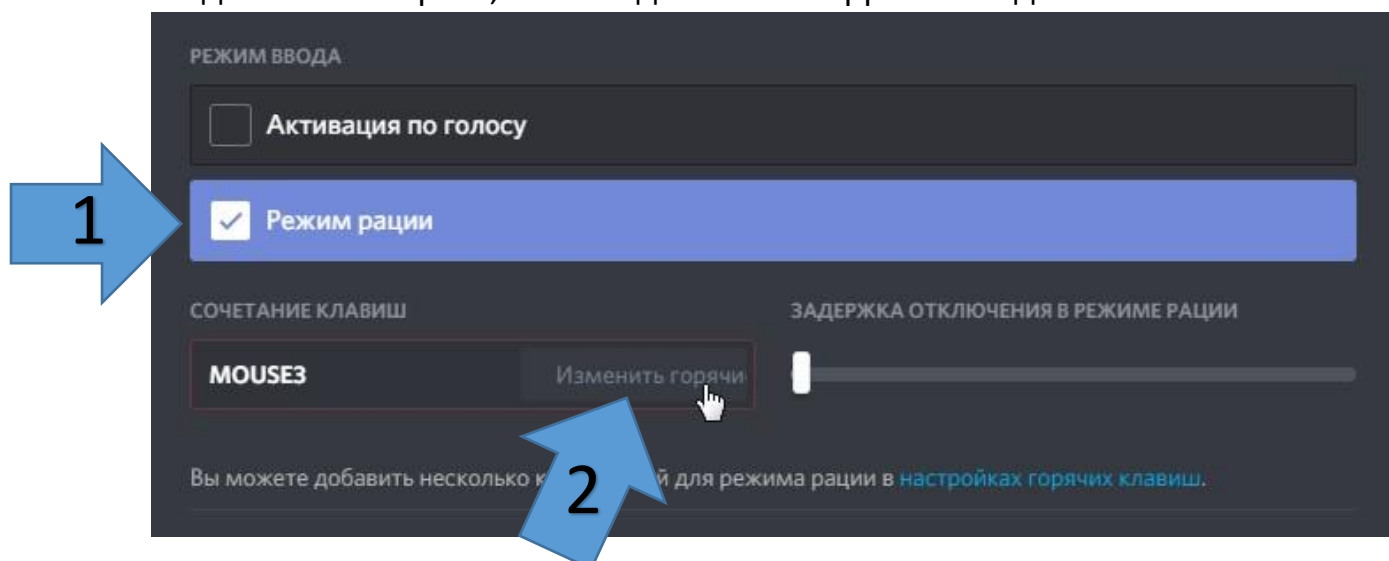 РЕЖИМ ВВОДА
Активация по голосу
1
Режим рации
СОЧЕТАНИЕ КЛАВИШ
ЗАДЕРЖКА ОТКЛЮЧЕНИЯ В РЕЖИМЕ РАЦИИ
MOUSE3
Изменить горячи
Вы можете добавить несколько к й для режима рации в настройках горячих клавиш.
2